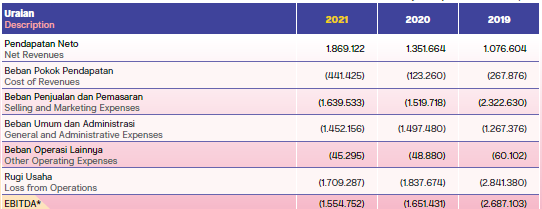 Uraian
Description
2021 2020 2019
Pendapatan Neto
Net Revenues
1.869.122 1.351.664 1.076.604
Beban Pokok Pendapatan
Cost of Revenues
(441.425) (123.260) (267.876)
Beban Penjualan dan Pemasaran
Selling and Marketing Expenses
(1.639.533) (1.519.718) (2.322.630)
Beban Umum dan Administrasi
General and Administrative Expenses
(1.452.156) (1.497.480) (1.267.376)
Beban Operasi Lainnya
Other Operating Expenses
(45.295) (48.880) (60.102)
Rugi Usaha
Loss from Operations
(1.709.287) (1.837.674) (2.841.380)
EBITDA* (1.554.752) (1.651.431) (2.687.103)